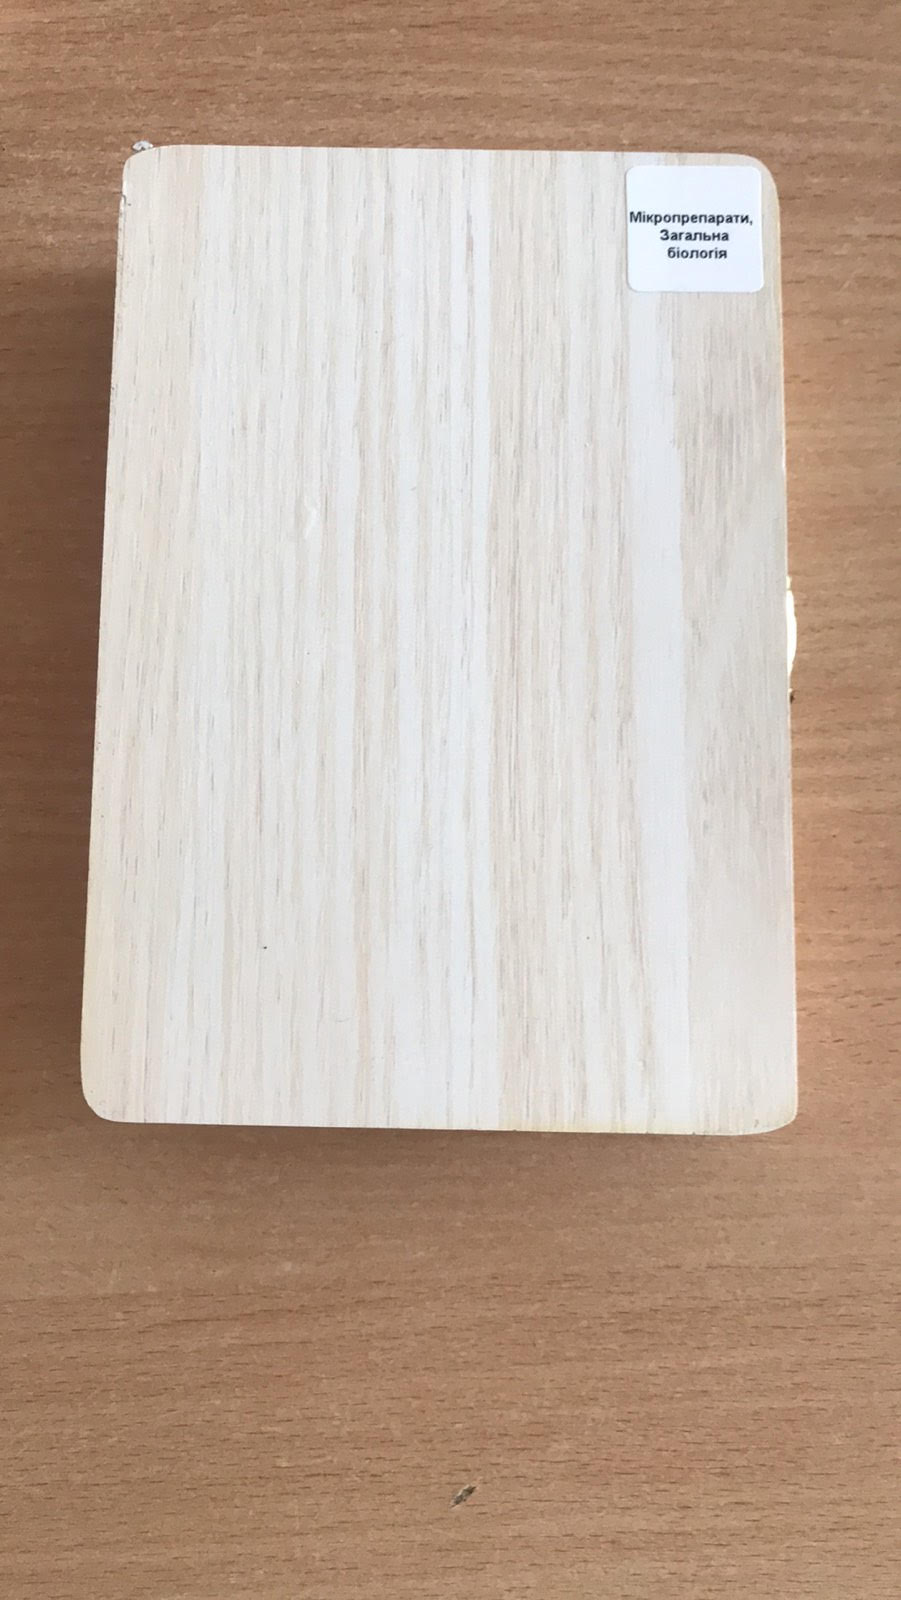 Мікропрепарати,
Загальна
біологія